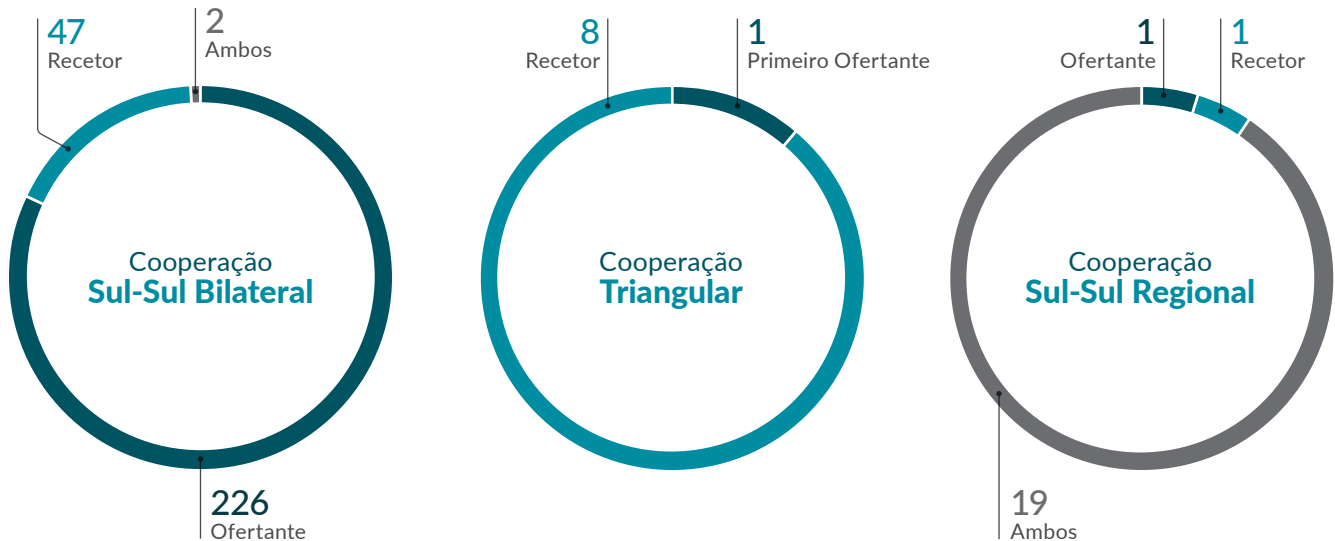 47
Recetor
2
Ambos
Cooperação
Sul-Sul Bilateral
226
Ofertante
8
Recetor
1
Primeiro Ofertante
Cooperação
Triangular
1
Ofertante
1
Recetor
Cooperação
Sul-Sul Regional
19
Ambos